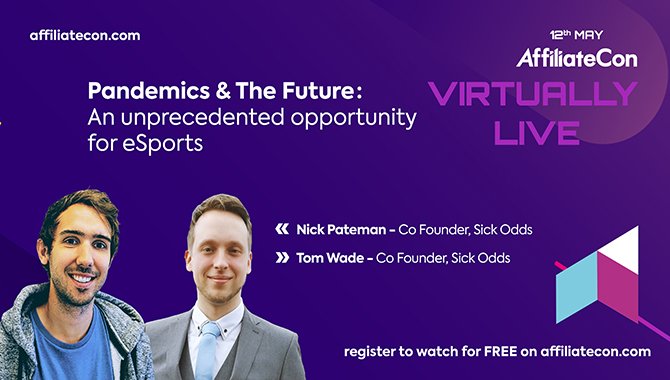 affiliatecon.com
12th MAY
AffiliateCon
VIRTUALLY
LIVE
Pandemics & The Future:
An unprecedented opportunity
for eSports
« Nick Pateman - Co Founder, Sick Odds
» Tom Wade - Co Founder, Sick Odds
register to watch for FREE on affiliatecon.com